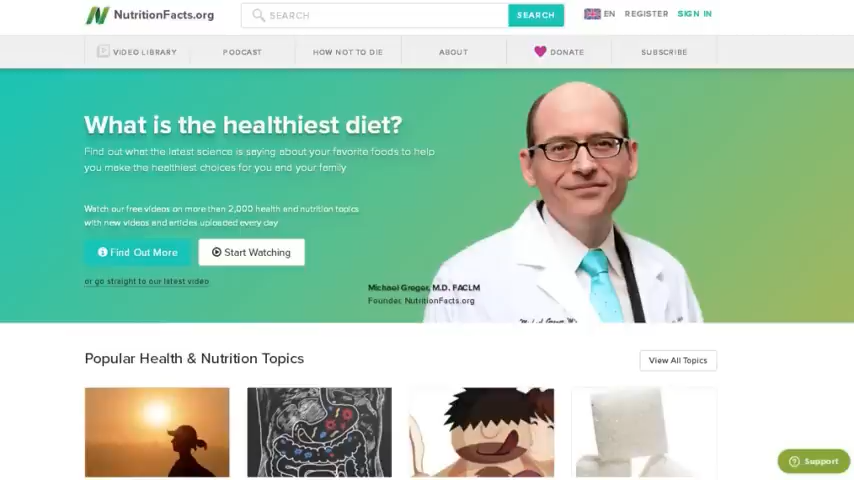 NutritionFacts.org
SEARCH
SEARCH
EN
REGISTER
SIGN IN
VIDEO LIBRARY
PODCAST
HOW NOT TO DIE
ABOUT
DONATE
SUBSCRIBE
What is the healthiest diet?
Find out what the latest science is saying about your favorite foods to help
you make the healthiest choices for you and your family
Watch our free videos on more than 2,000 health and nutrition topics
with new videos and articles uploaded every day
Find Out More
Start Watching
or go straight to our latest video
Michael Greger, M.D. FACLM
Founder, NutritionFacts.org
Popular Health & Nutrition Topics
View All Topics
Support